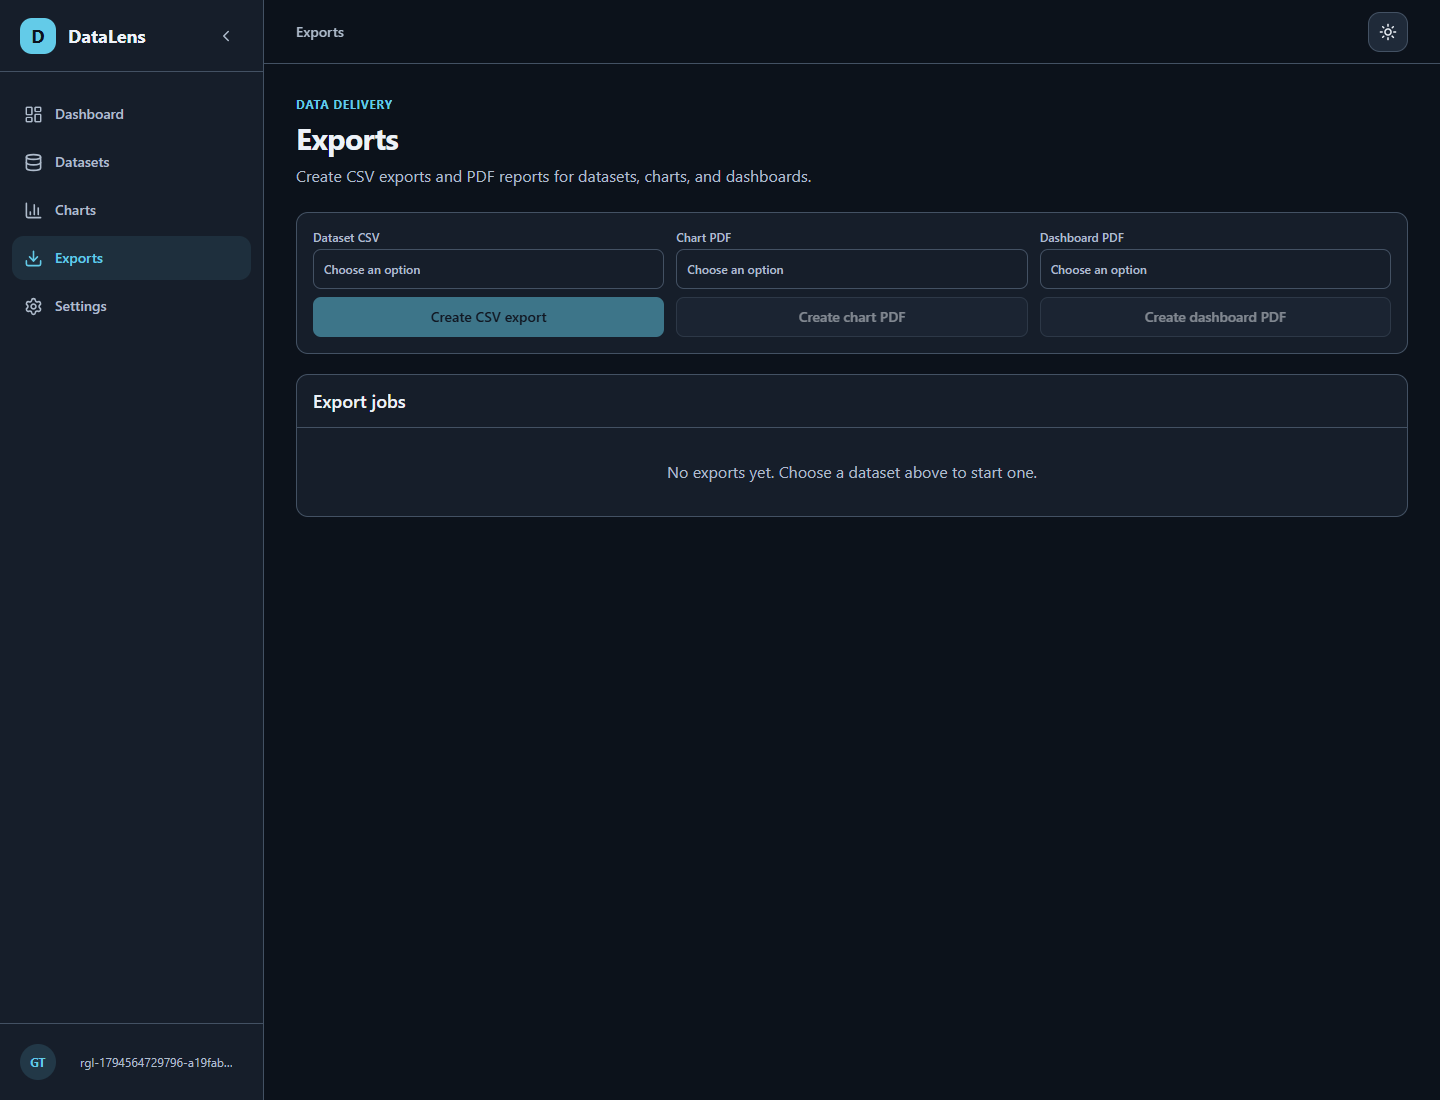 D
DataLens
Dashboard
Datasets
Charts
Exports
Settings
GT
rgl-1794564729796-a19fab...
Exports
DATA DELIVERY
Exports
Create CSV exports and PDF reports for datasets, charts, and dashboards.
Dataset CSV
Choose an option
Create CSV export
Chart PDF
Choose an option
Create chart PDF
Dashboard PDF
Choose an option
Create dashboard PDF
Export jobs
No exports yet. Choose a dataset above to start one.